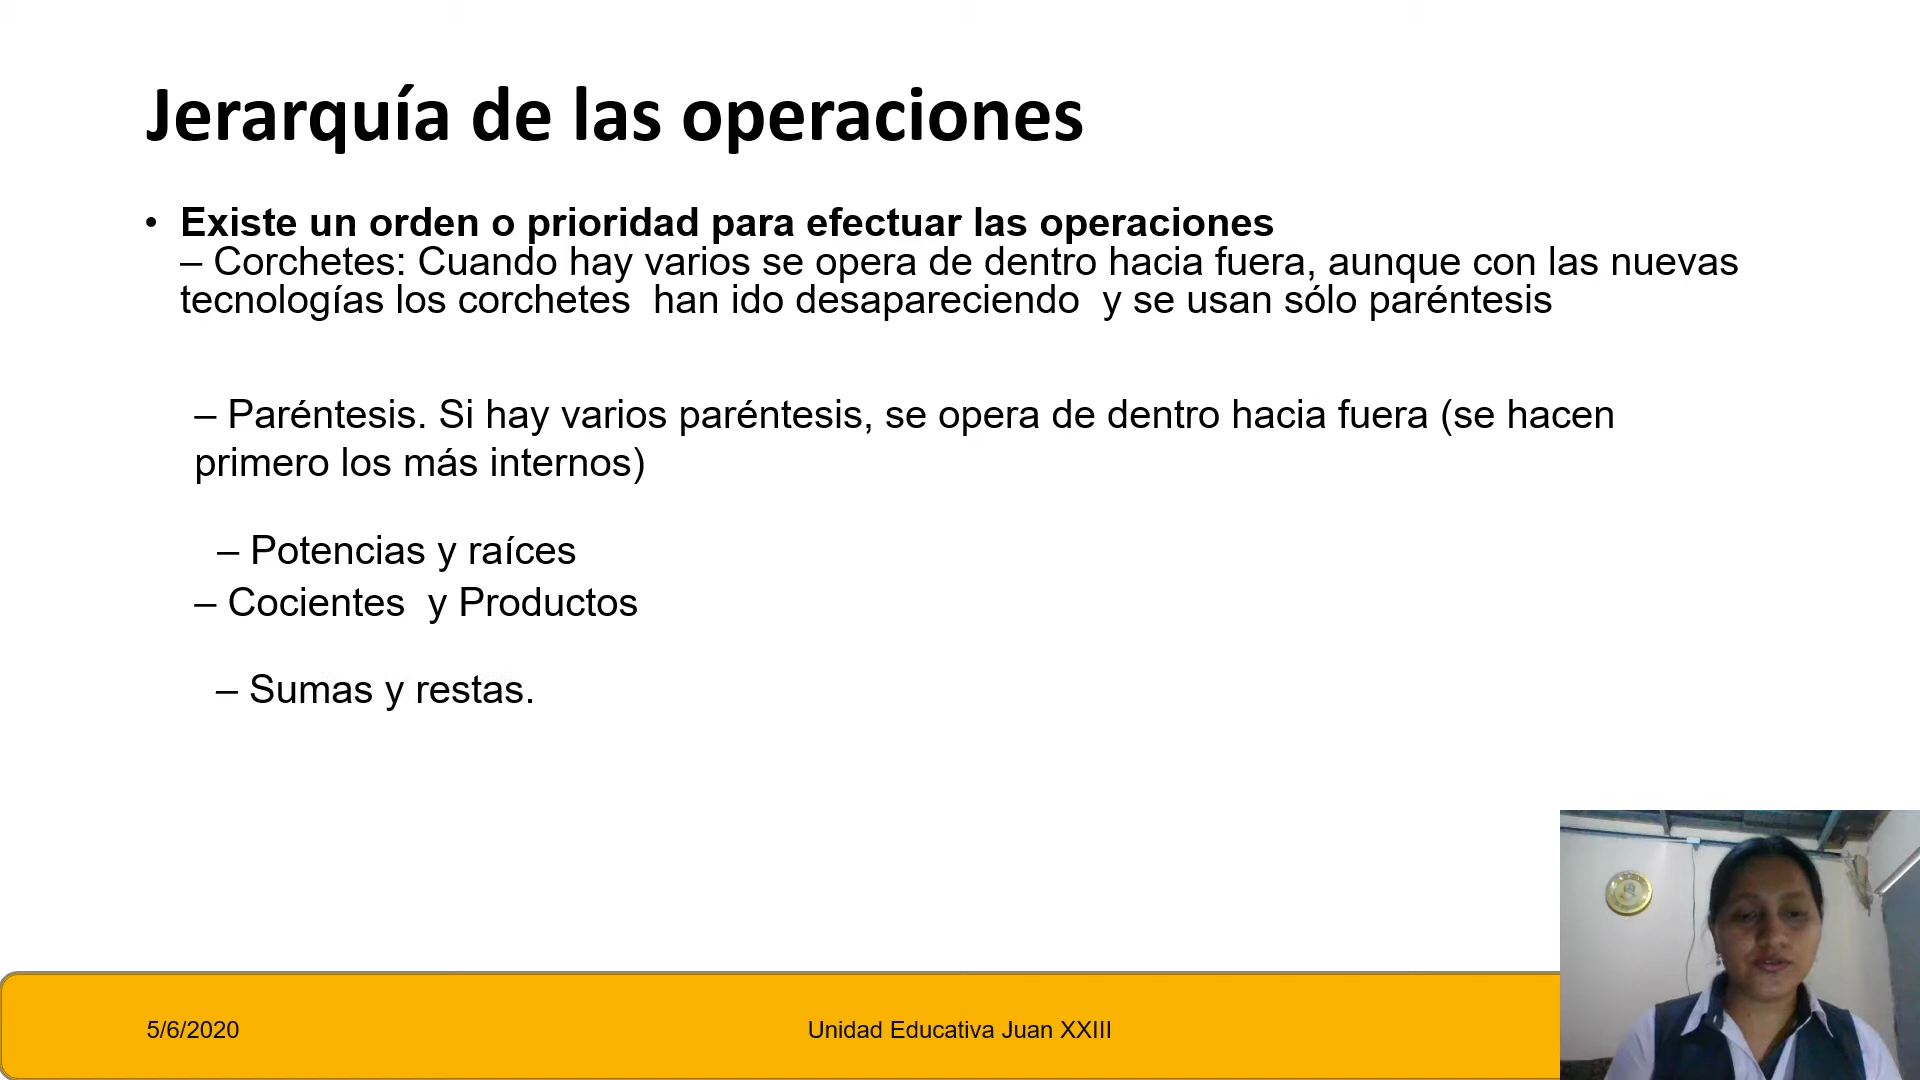 Jerarquía de las operaciones
• Existe un orden o prioridad para efectuar las operaciones
– Corchetes: Cuando hay varios se opera de dentro hacia fuera, aunque con las nuevas
tecnologías los corchetes  han ido desapareciendo  y se usan sólo paréntesis
– Paréntesis. Si hay varios paréntesis, se opera de dentro hacia fuera (se hacen
primero los más internos)
– Potencias y raíces
– Cocientes  y Productos
– Sumas y restas.
5/6/2020
Unidad Educativa Juan XXIII